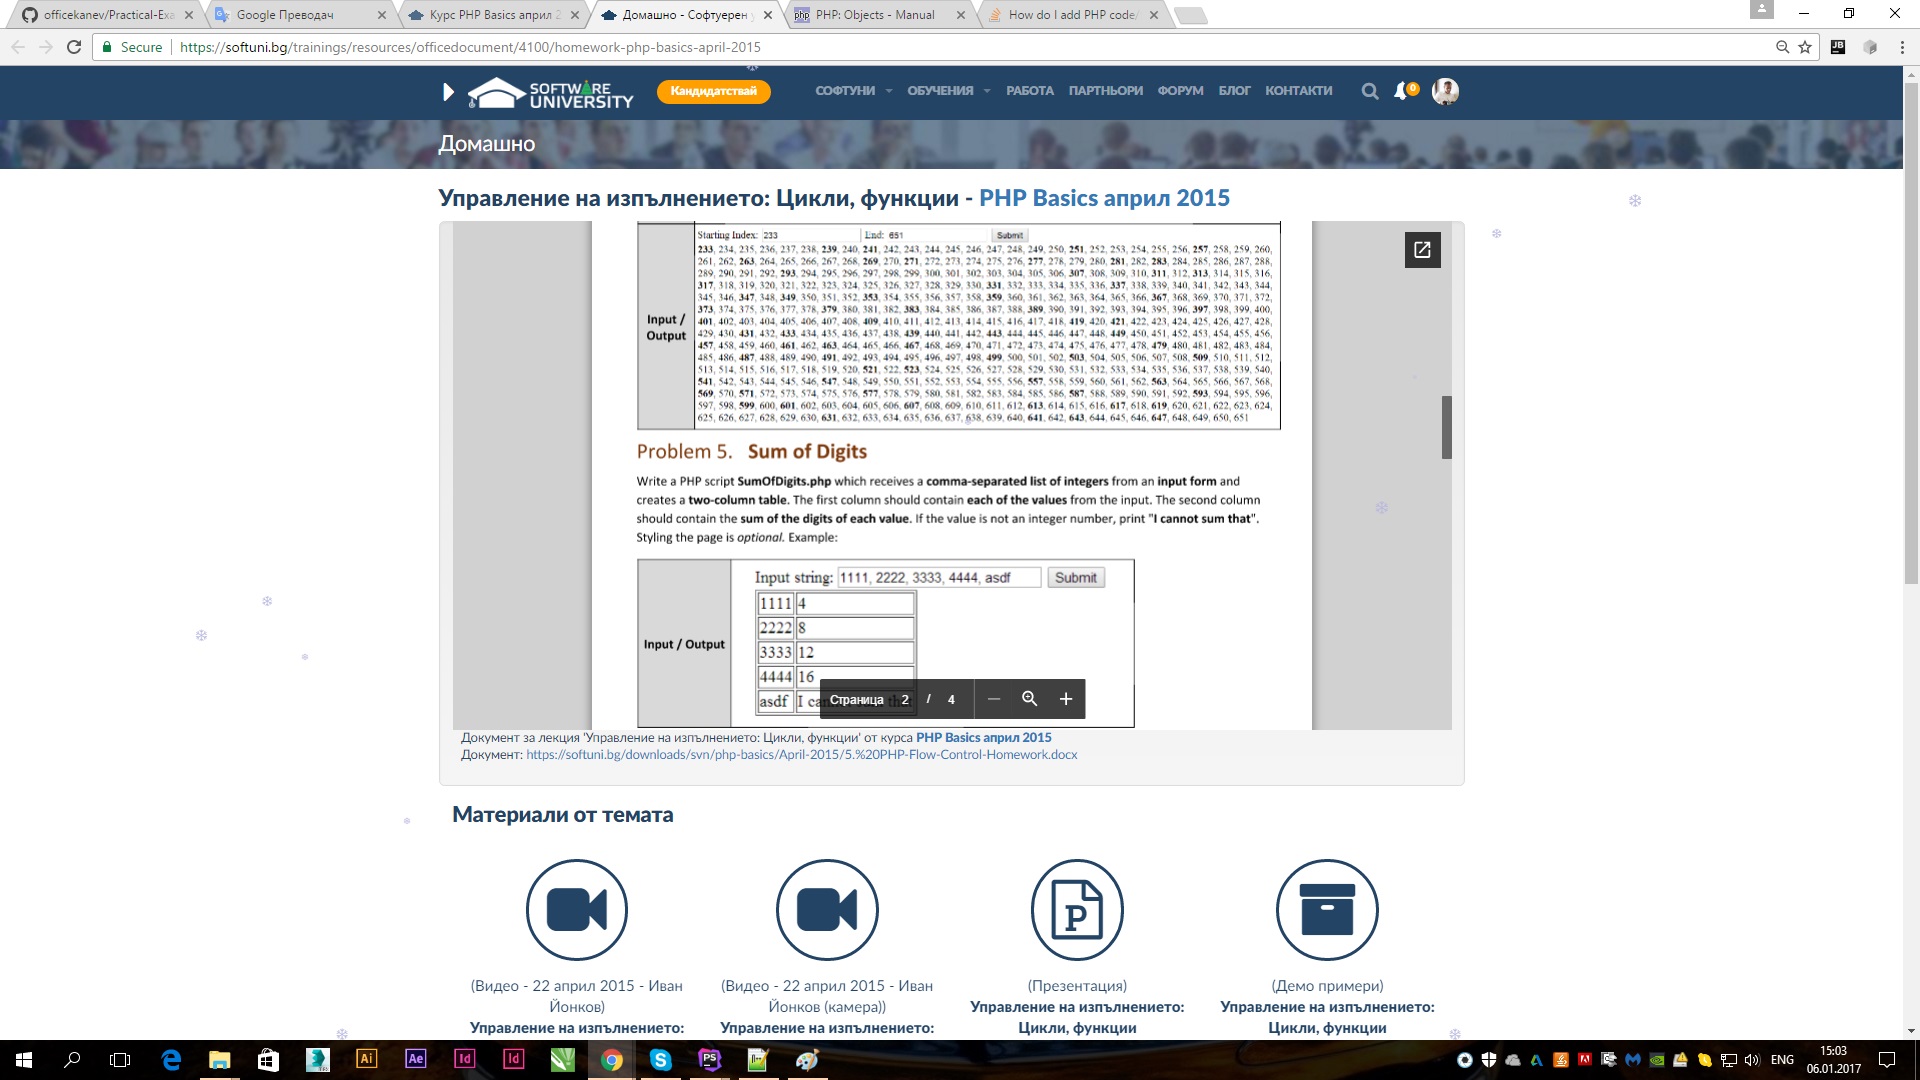 officekanev/Practical-Exa
Google Преводач
Курс PHP Basics април 2
Домашно - Софтуерен у
PHP: Objects - Manual
How do I add PHP code/
Secure
https://softuni.bg/trainings/resources/officedocument/4100/homework-php-basics-april-2015
SOFTWARE UNIVERSITY
Кандидатствай
СОФТУНИ
ОБУЧЕНИЯ
РАБОТА
ПАРТНЬОРИ
ФОРУМ
БЛОГ
КОНТАКТИ
0
Домашно
Управление на изпълнението: Цикли, функции - PHP Basics април 2015
Starting Index: 233 End: 651 Submit
233, 234, 235, 236, 237, 238, 239, 240, 241, 242, 243, 244, 245, 246, 247, 248, 249, 250, 251, 252, 253, 254, 255, 256, 257, 258, 259, 260,
261, 262, 263, 264, 265, 266, 267, 268, 269, 270, 271, 272, 273, 274, 275, 276, 277, 278, 279, 280, 281, 282, 283, 284, 285, 286, 287, 288,
289, 290, 291, 292, 293, 294, 295, 296, 297, 298, 299, 300, 301, 302, 303, 304, 305, 306, 307, 308, 309, 310, 311, 312, 313, 314, 315, 316,
317, 318, 319, 320, 321, 322, 323, 324, 325, 326, 327, 328, 329, 330, 331, 332, 333, 334, 335, 336, 337, 338, 339, 340, 341, 342, 343, 344,
345, 346, 347, 348, 349, 350, 351, 352, 353, 354, 355, 356, 357, 358, 359, 360, 361, 362, 363, 364, 365, 366, 367, 368, 369, 370, 371, 372,
373, 374, 375, 376, 377, 378, 379, 380, 381, 382, 383, 384, 385, 386, 387, 388, 389, 390, 391, 392, 393, 394, 395, 396, 397, 398, 399, 400,
401, 402, 403, 404, 405, 406, 407, 408, 409, 410, 411, 412, 413, 414, 415, 416, 417, 418, 419, 420, 421, 422, 423, 424, 425, 426, 427, 428,
429, 430, 431, 432, 433, 434, 435, 436, 437, 438, 439, 440, 441, 442, 443, 444, 445, 446, 447, 448, 449, 450, 451, 452, 453, 454, 455, 456,
457, 458, 459, 460, 461, 462, 463, 464, 465, 466, 467, 468, 469, 470, 471, 472, 473, 474, 475, 476, 477, 478, 479, 480, 481, 482, 483, 484,
485, 486, 487, 488, 489, 490, 491, 492, 493, 494, 495, 496, 497, 498, 499, 500, 501, 502, 503, 504, 505, 506, 507, 508, 509, 510, 511, 512,
513, 514, 515, 516, 517, 518, 519, 520, 521, 522, 523, 524, 525, 526, 527, 528, 529, 530, 531, 532, 533, 534, 535, 536, 537, 538, 539, 540,
541, 542, 543, 544, 545, 546, 547, 548, 549, 550, 551, 552, 553, 554, 555, 556, 557, 558, 559, 560, 561, 562, 563, 564, 565, 566, 567, 568,
569, 570, 571, 572, 573, 574, 575, 576, 577, 578, 579, 580, 581, 582, 583, 584, 585, 586, 587, 588, 589, 590, 591, 592, 593, 594, 595, 596,
597, 598, 599, 600, 601, 602, 603, 604, 605, 606, 607, 608, 609, 610, 611, 612, 613, 614, 615, 616, 617, 618, 619, 620, 621, 622, 623, 624,
625, 626, 627, 628, 629, 630, 631, 632, 633, 634, 635, 636, 637, 638, 639, 640, 641, 642, 643, 644, 645, 646, 647, 648, 649, 650, 651
Input /
Output
Problem 5. Sum of Digits
Write a PHP script SumOfDigits.php which receives a comma-separated list of integers from an input form and
creates a two-column table. The first column should contain each of the values from the input. The second column
should contain the sum of the digits of each value. If the value is not an integer number, print "I cannot sum that".
Styling the page is optional. Example:
Input / Output
Input string: 1111, 2222, 3333, 4444, asdf Submit
1111 4
2222 8
3333 12
4444 16
asdf I cannot sum that
Страница 2 / 4
Документ за лекция 'Управление на изпълнението: Цикли, функции' от курса PHP Basics април 2015
Документ: https://softuni.bg/downloads/svn/php-basics/April-2015/5.%20PHP-Flow-Control-Homework.docx
Материали от темата
(Видео - 22 април 2015 - Иван
Йонков)
Управление на изпълнението:
(Видео - 22 април 2015 - Иван
Йонков (камера))
Управление на изпълнението:
P
(Презентация)
Управление на изпълнението:
Цикли, функции
(Демо примери)
Управление на изпълнението:
Цикли, функции
Ai
Ae
Id
Id
PS
ENG
15:03
06.01.2017